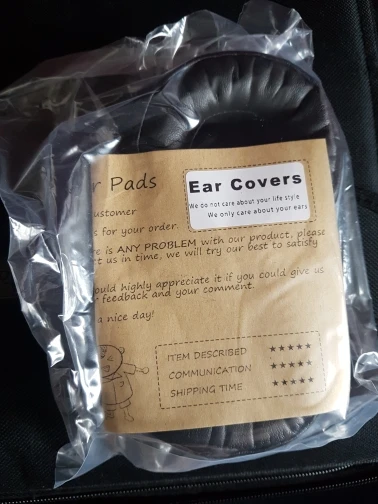 r Pads
Ear Covers
We do not care about your life style
We only care about your ears
ustomer
s for your order.
e is ANY PROBLEM with our product, please
ct us in time, we will try our best to satisfy
ould highly appreciate it if you could give us
feedback and your comment.
a nice day!
ITEM DESCRIBED ★★★★★
COMMUNICATION ★★★★★
SHIPPING TIME ★★★★★